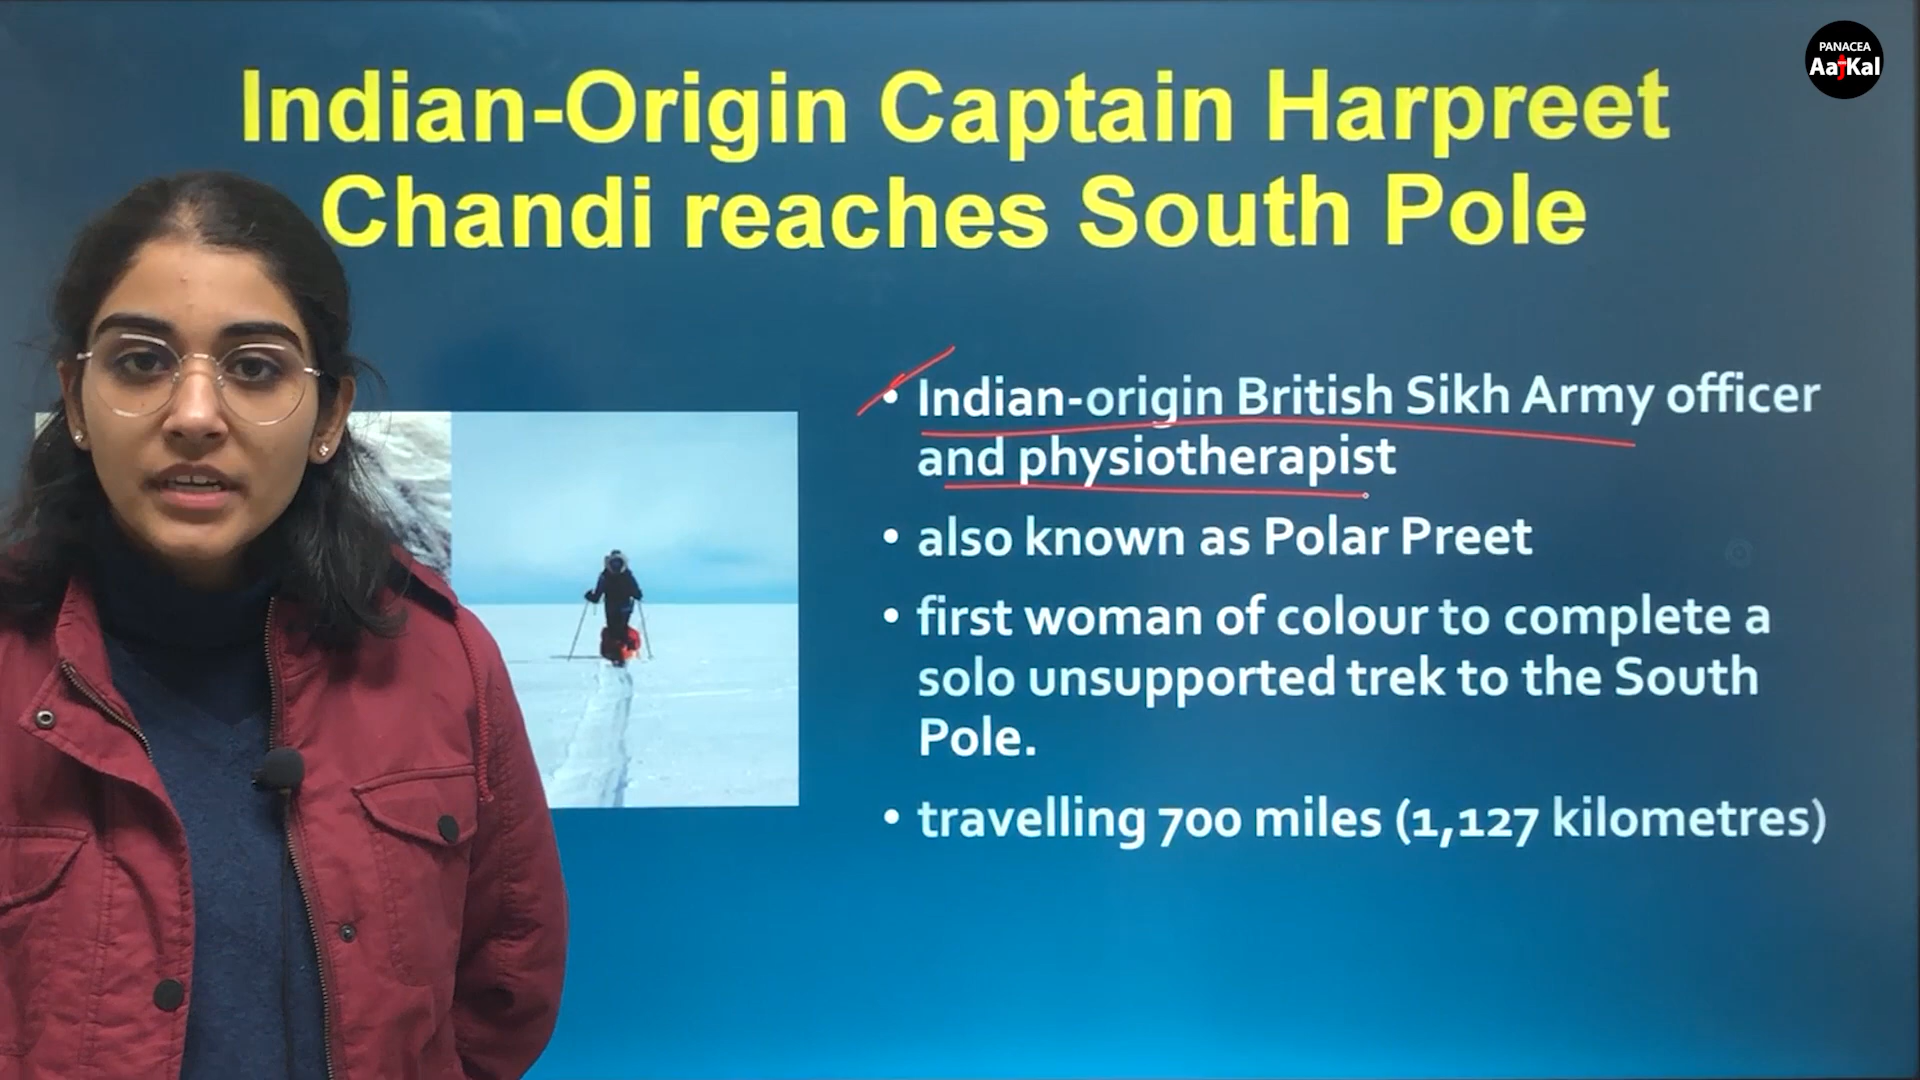 PANACEA
AajKal
Indian-Origin Captain Harpreet
Chandi reaches South Pole
• Indian-origin British Sikh Army officer
and physiotherapist
• also known as Polar Preet
• first woman of colour to complete a
solo unsupported trek to the South
Pole.
• travelling 700 miles (1,127 kilometres)